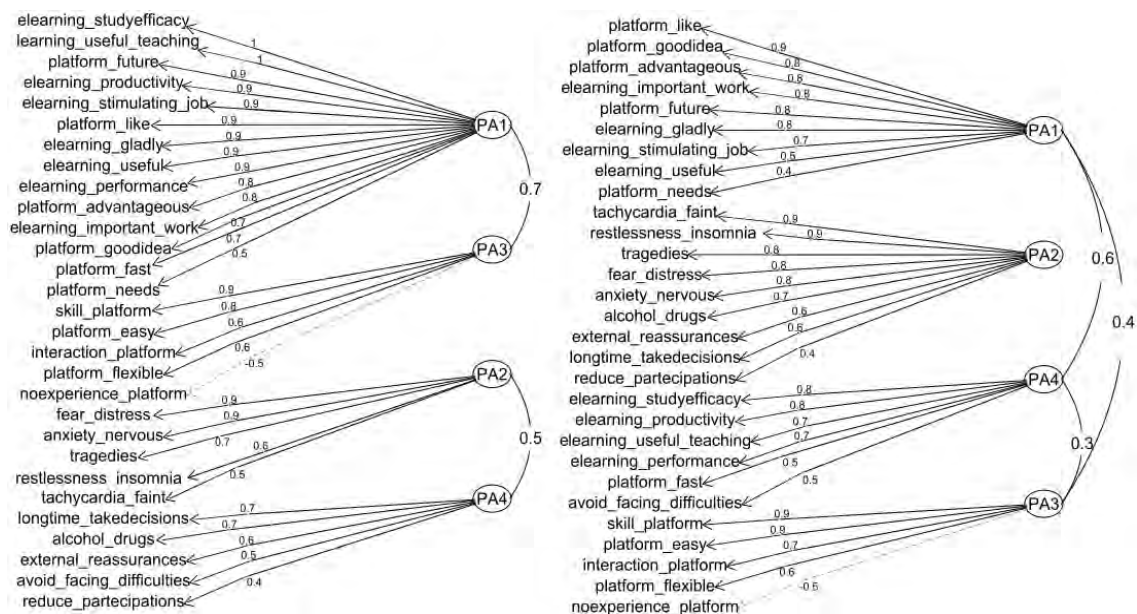 elearning_studyefficacy
learning_useful_teaching
platform_future
elearning_productivity
elearning_stimulating_job
platform_like
elearning_gladly
elearning_useful
elearning_performance
platform_advantageous
elearning_important_work
platform_goodidea
platform_fast
platform_needs
skill_platform
platform_easy
interaction_platform
platform_flexible
noexperience_platform
fear_distress
anxiety_nervous
tragedies
restlessness_insomnia
tachycardia_faint
longtime_takedecisions
alcohol_drugs
external_reassurances
avoid_facing_difficulties
reduce_partecipations
1
1
0.9
0.9
0.9
0.9
0.9
0.9
0.9
0.8
0.8
0.7
0.7
0.5
0.9
0.8
0.6
0.6
-0.5
0.9
0.9
0.7
0.6
0.5
0.7
0.7
0.6
0.5
0.4
PA1
PA3
PA2
PA4
0.7
0.5
platform_like
platform_goodidea
platform_advantageous
elearning_important_work
platform_future
elearning_gladly
elearning_stimulating_job
elearning_useful
platform_needs
tachycardia_faint
restlessness_insomnia
tragedies
fear_distress
anxiety_nervous
alcohol_drugs
external_reassurances
longtime_takedecisions
reduce_partecipations
elearning_studyefficacy
elearning_productivity
elearning_useful_teaching
elearning_performance
platform_fast
avoid_facing_difficulties
skill_platform
platform_easy
interaction_platform
platform_flexible
noexperience_platform
0.9
0.8
0.8
0.8
0.8
0.8
0.7
0.5
0.4
0.9
0.9
0.8
0.8
0.8
0.7
0.6
0.6
0.4
0.8
0.8
0.7
0.7
0.5
0.5
0.9
0.9
0.7
0.6
-0.5
PA1
PA2
PA4
PA3
0.6
0.4
0.3